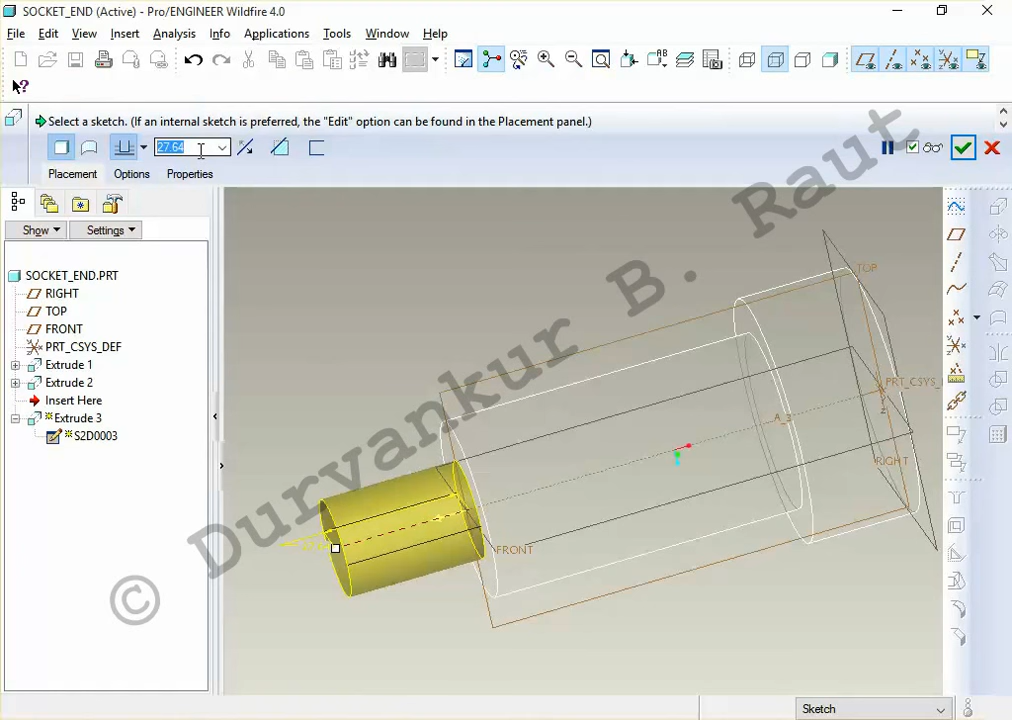 SOCKET_END (Active) - Pro/ENGINEER Wildfire 4.0
File Edit View Insert Analysis Info Applications Tools Window Help
Select a sketch. (If an internal sketch is preferred, the "Edit" option can be found in the Placement panel.)
27.64
Placement Options Properties
Show Settings
SOCKET_END.PRT
RIGHT
TOP
FRONT
PRT_CSYS_DEF
Extrude 1
Extrude 2
Insert Here
Extrude 3
S2D0003
TOP
PRT_CSYS_
A_3
RIGHT
FRONT
© Durvankur B. Raut
Sketch